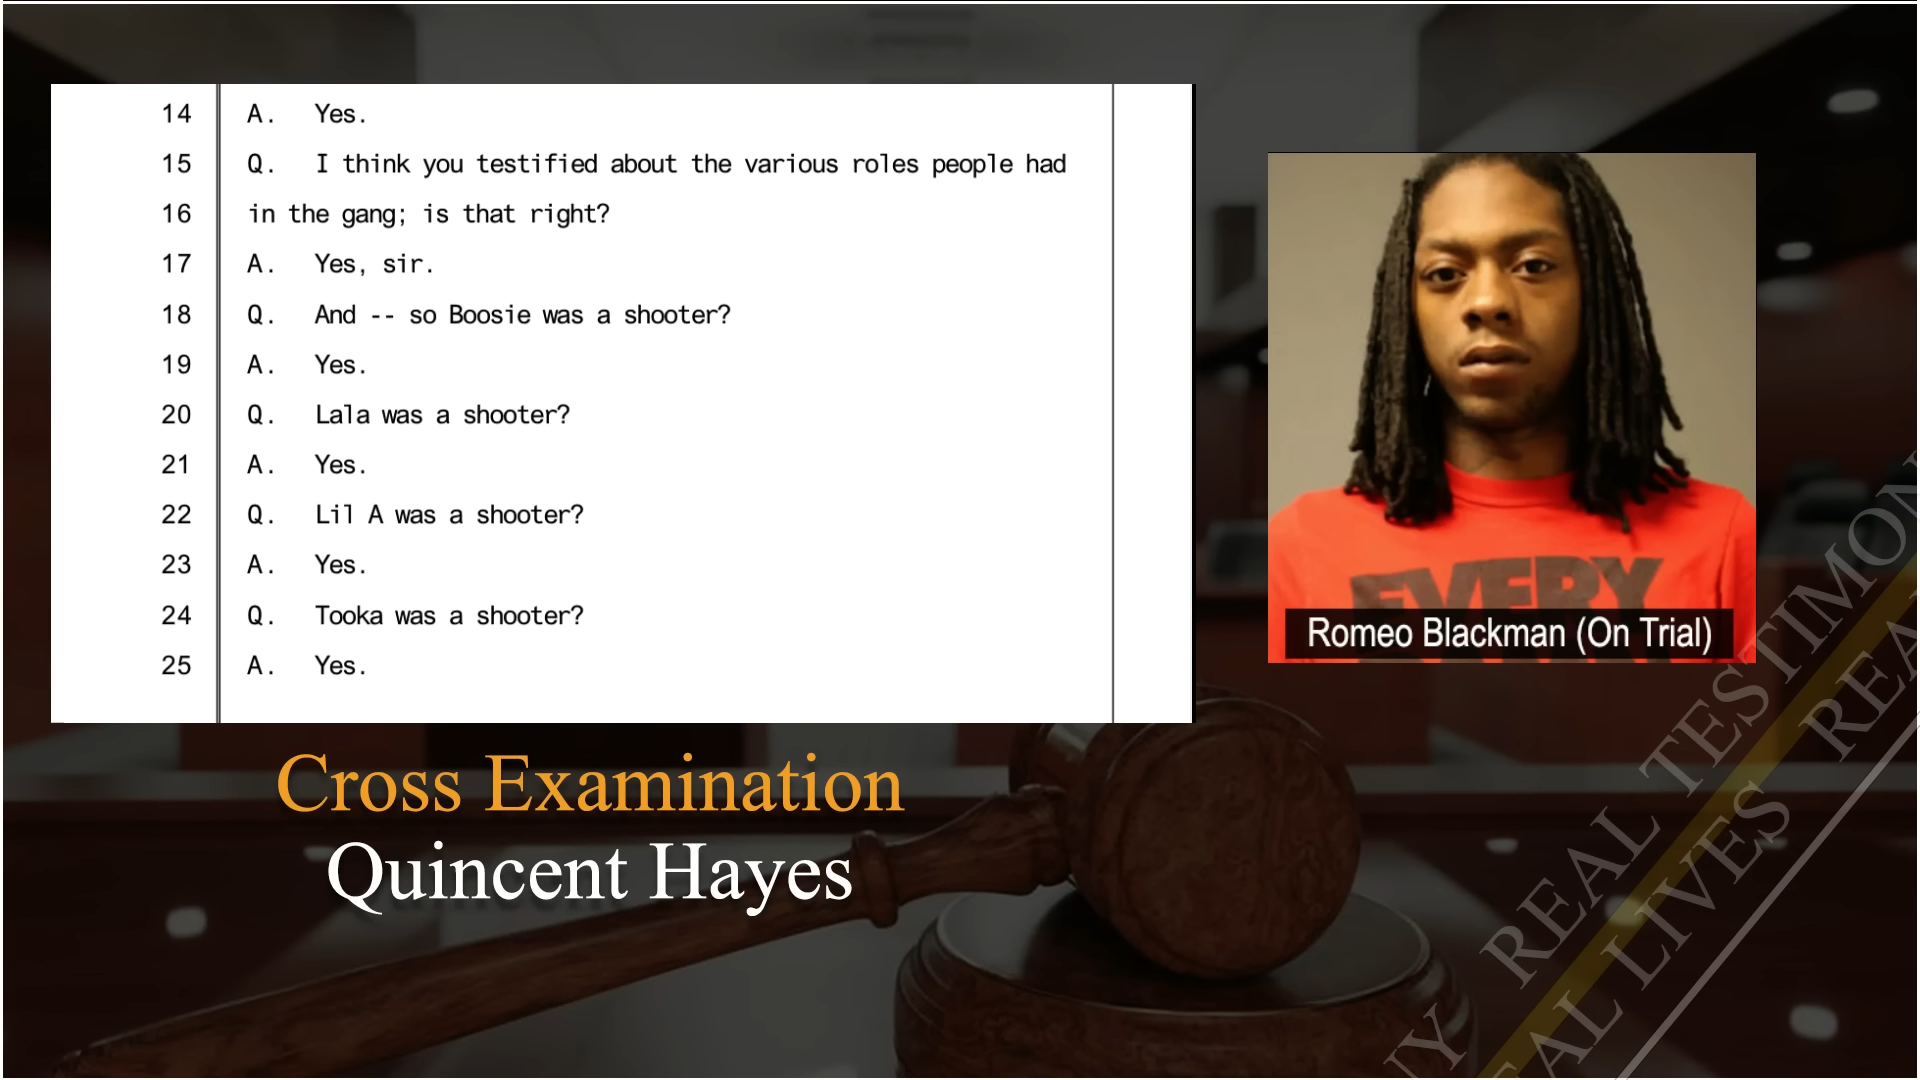 14 A. Yes.
15 Q. I think you testified about the various roles people had
16 in the gang; is that right?
17 A. Yes, sir.
18 Q. And -- so Boosie was a shooter?
19 A. Yes.
20 Q. Lala was a shooter?
21 A. Yes.
22 Q. Lil A was a shooter?
23 A. Yes.
24 Q. Tooka was a shooter?
25 A. Yes.
EVERY
Romeo Blackman (On Trial)
Cross Examination
Quincent Hayes
REAL TESTIMON
REAL LIVES REA